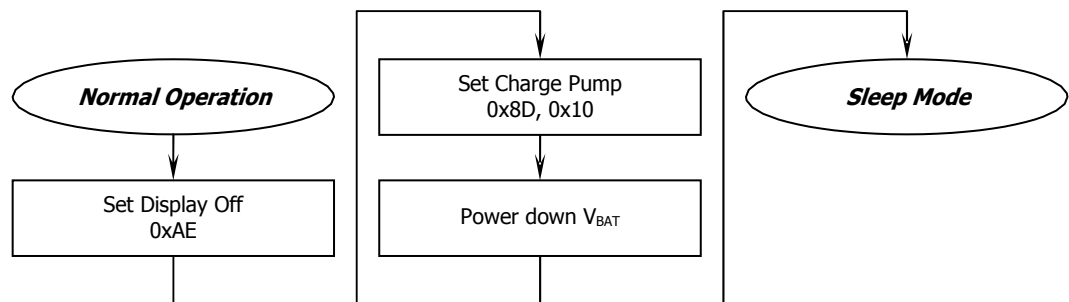 Normal Operation
Set Display Off
0xAE
Set Charge Pump
0x8D, 0x10
Power down VBAT
Sleep Mode